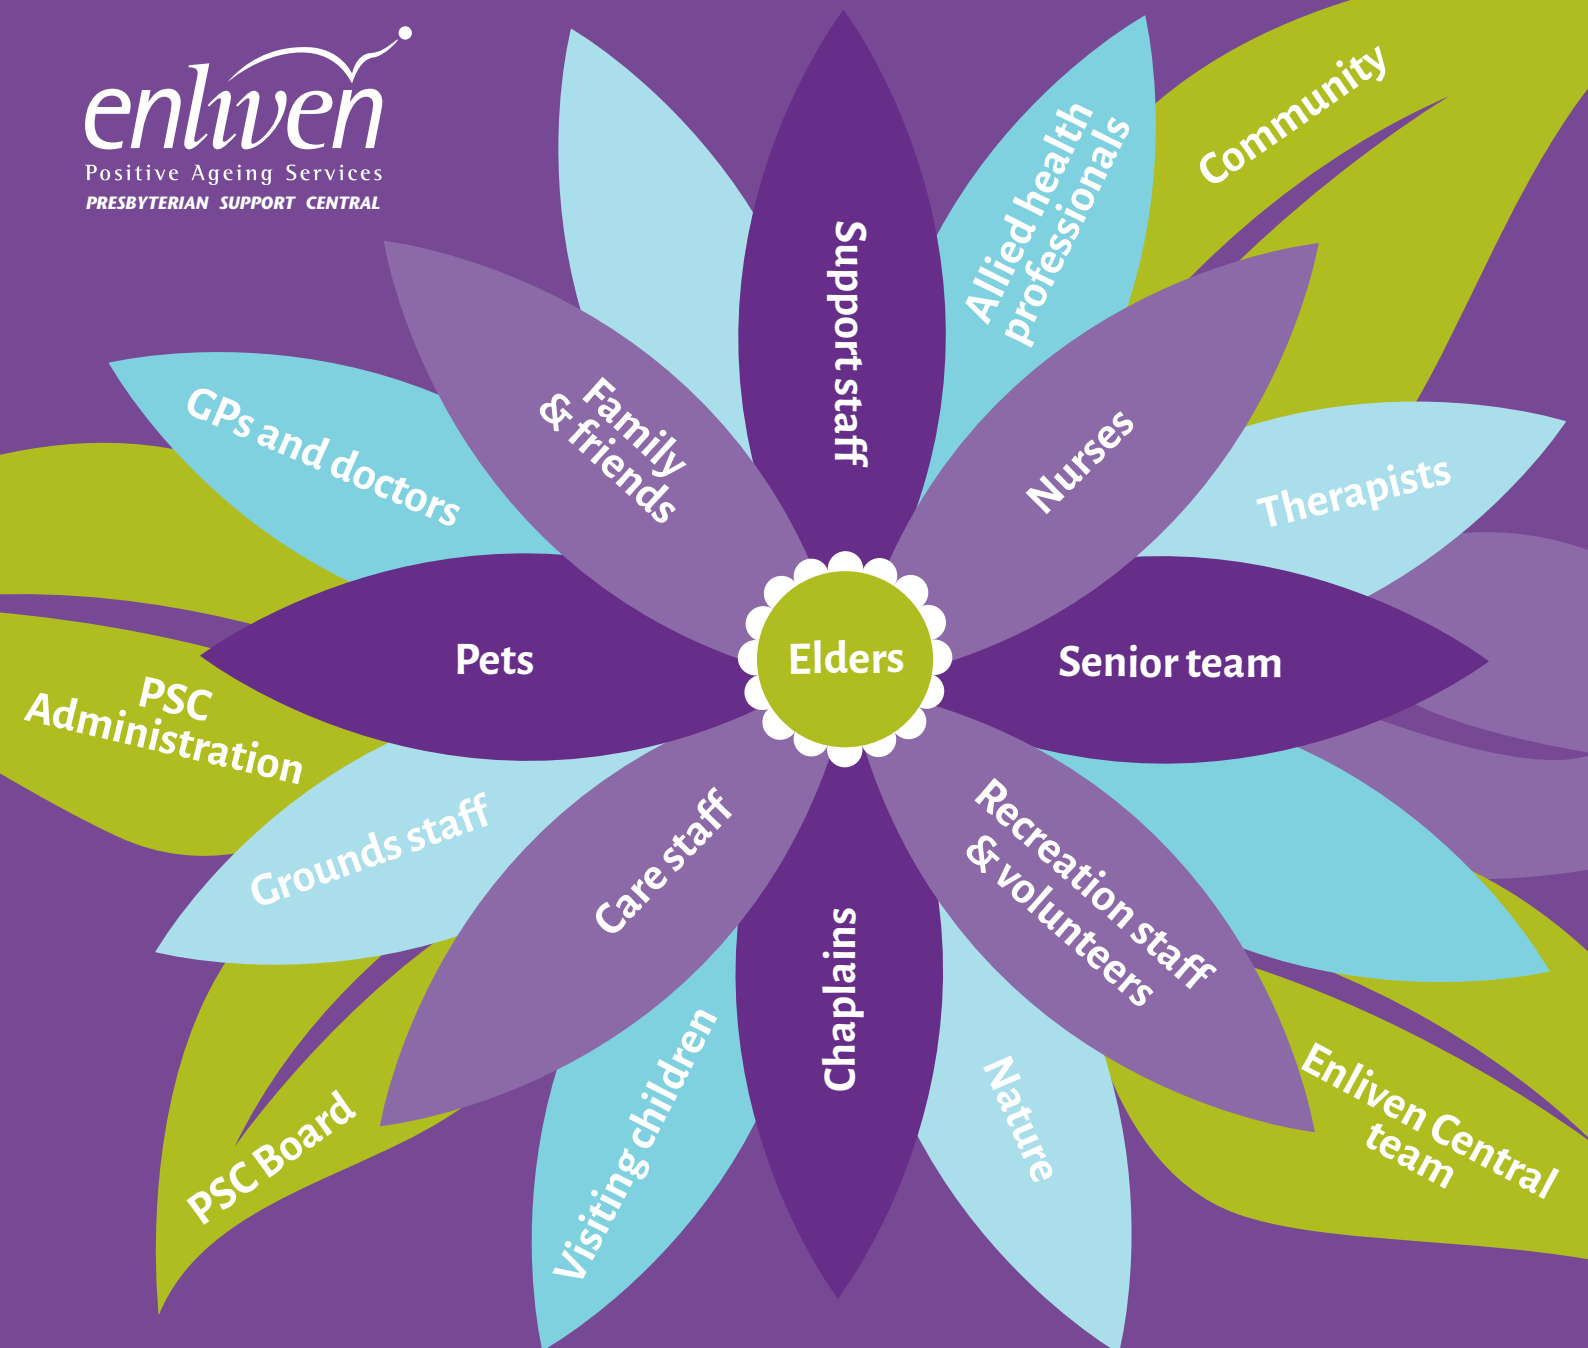 enliven
Positive Ageing Services
PRESBYTERIAN SUPPORT CENTRAL
Community
Allied health
professionals
Support staff
Family
& friends
GPs and doctors
Nurses
Therapists
Pets
Elders
Senior team
PSC
Administration
Grounds staff
Care staff
Recreation staff
& volunteers
Chaplains
Visiting children
Nature
PSC Board
Enliven Central
team